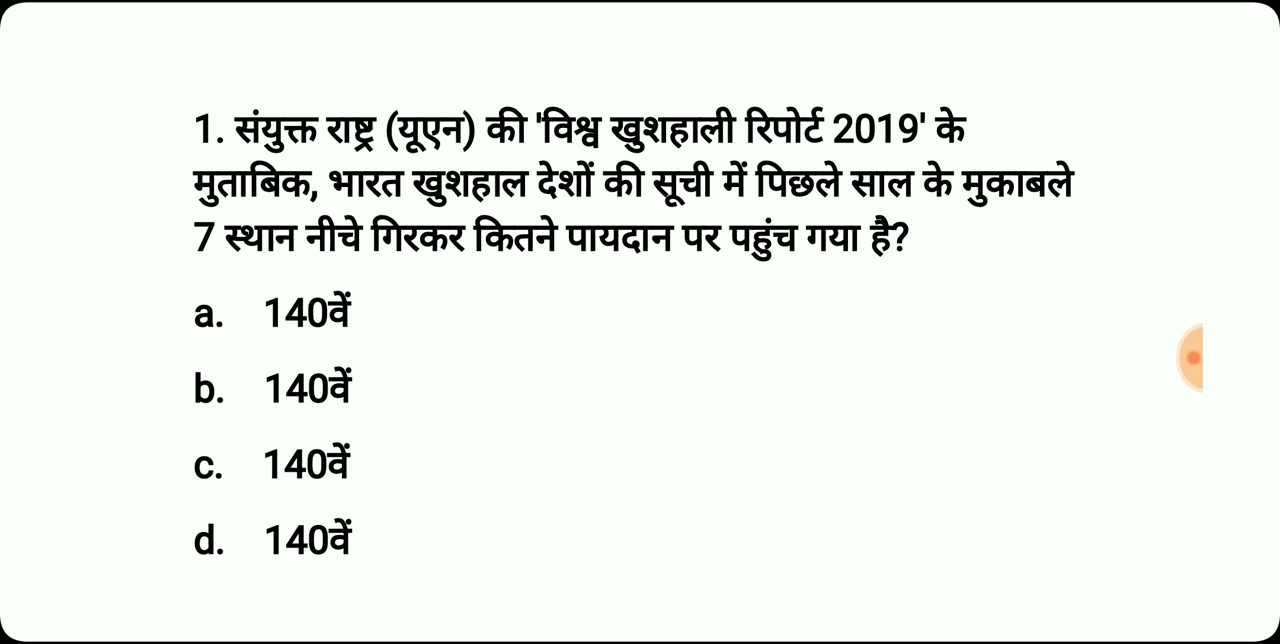 1. संयुक्त राष्ट्र (यूएन) की 'विश्व खुशहाली रिपोर्ट 2019' के
मुताबिक, भारत खुशहाल देशों की सूची में पिछले साल के मुकाबले
7 स्थान नीचे गिरकर कितने पायदान पर पहुंच गया है?
a. 140वें
b. 140वें
c. 140वें
d. 140वें